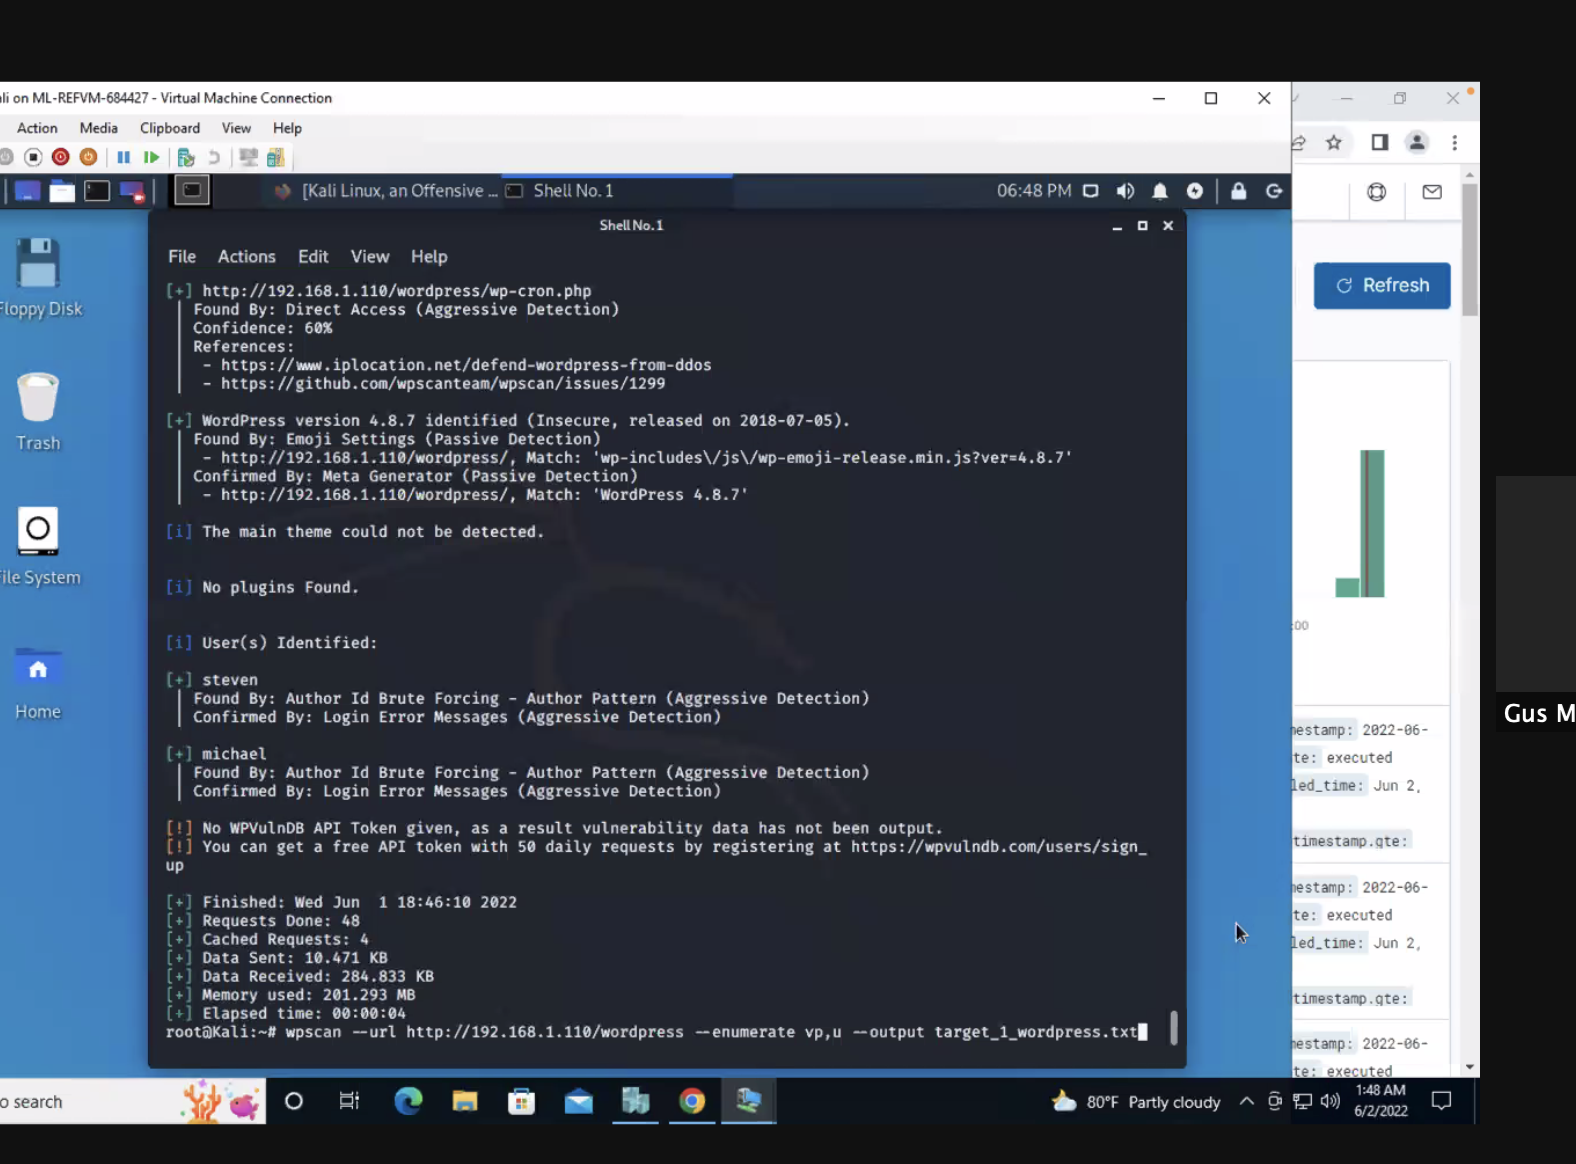 ali on ML-REFVM-684427 - Virtual Machine Connection
Action Media Clipboard View Help
[Kali Linux, an Offensive ... Shell No.1 06:48 PM
Shell No.1
File Actions Edit View Help
[+] http://192.168.1.110/wordpress/wp-cron.php
| Found By: Direct Access (Aggressive Detection)
| Confidence: 60%
| References:
| - https://www.iplocation.net/defend-wordpress-from-ddos
| - https://github.com/wpscanteam/wpscan/issues/1299
[+] WordPress version 4.8.7 identified (Insecure, released on 2018-07-05).
| Found By: Emoji Settings (Passive Detection)
| - http://192.168.1.110/wordpress/, Match: 'wp-includes\/js\/wp-emoji-release.min.js?ver=4.8.7'
| Confirmed By: Meta Generator (Passive Detection)
| - http://192.168.1.110/wordpress/, Match: 'WordPress 4.8.7'
[i] The main theme could not be detected.
[i] No plugins Found.
[i] User(s) Identified:
[+] steven
| Found By: Author Id Brute Forcing - Author Pattern (Aggressive Detection)
| Confirmed By: Login Error Messages (Aggressive Detection)
[+] michael
| Found By: Author Id Brute Forcing - Author Pattern (Aggressive Detection)
| Confirmed By: Login Error Messages (Aggressive Detection)
[!] No WPVulnDB API Token given, as a result vulnerability data has not been output.
[!] You can get a free API token with 50 daily requests by registering at https://wpvulndb.com/users/sign_
up
[+] Finished: Wed Jun  1 18:46:10 2022
[+] Requests Done: 48
[+] Cached Requests: 4
[+] Data Sent: 10.471 KB
[+] Data Received: 284.833 KB
[+] Memory used: 201.293 MB
[+] Elapsed time: 00:00:04
root@Kali:~# wpscan --url http://192.168.1.110/wordpress --enumerate vp,u --output target_1_wordpress.txt
Floppy Disk
Trash
File System
Home
Refresh
:00
nestamp: 2022-06-
te: executed
led_time: Jun 2,
timestamp.gte:
nestamp: 2022-06-
te: executed
led_time: Jun 2,
timestamp.gte:
nestamp: 2022-06-
te: executed
Gus M
o search
80°F Partly cloudy
1:48 AM
6/2/2022